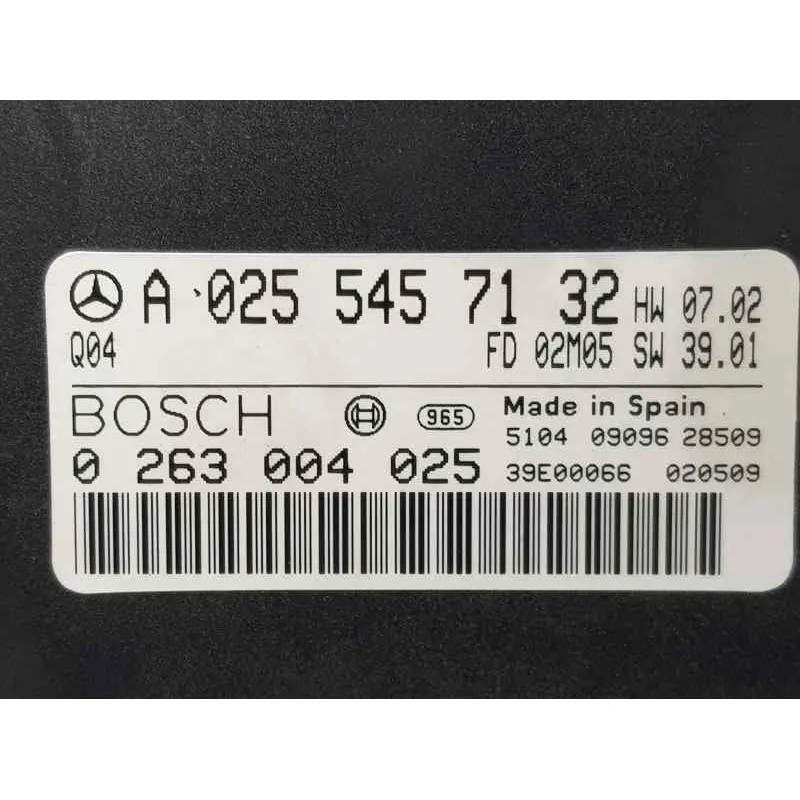 A 025 545 71 32 HW 07.02
Q04 FD 02M05 SW 39.01
BOSCH 965 Made in Spain
5104 09096 28509
0 263 004 025 39E00066 020509